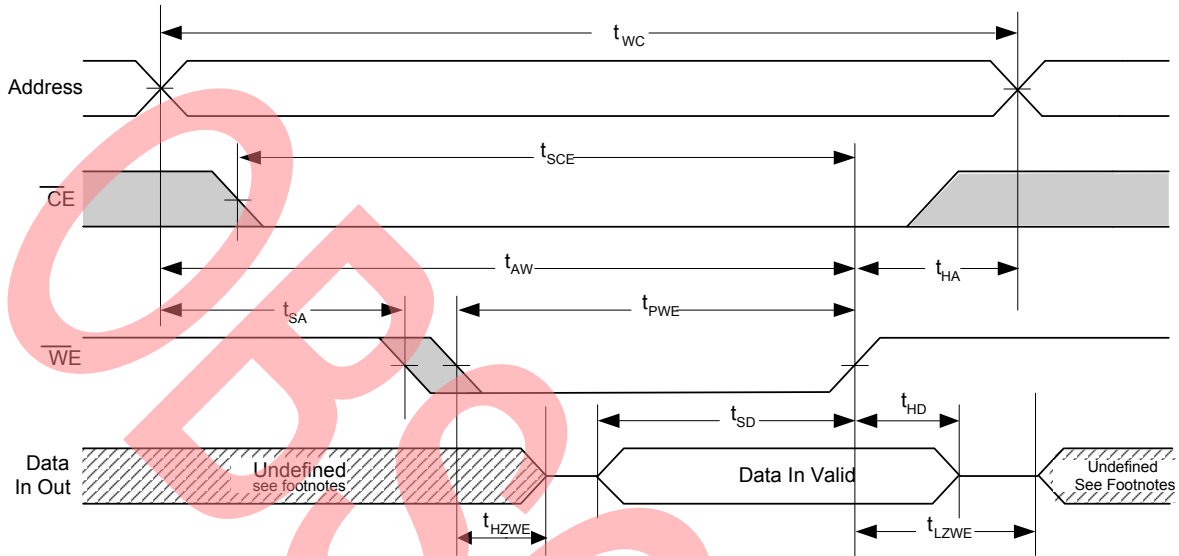 tWC
Address
tSCE
CE
tAW
tHA
tSA
tPWE
WE
tSD
tHD
Data
In Out
Undefined
see footnotes
Data In Valid
Undefined
See Footnotes
tHZWE
tLZWE
OBSO